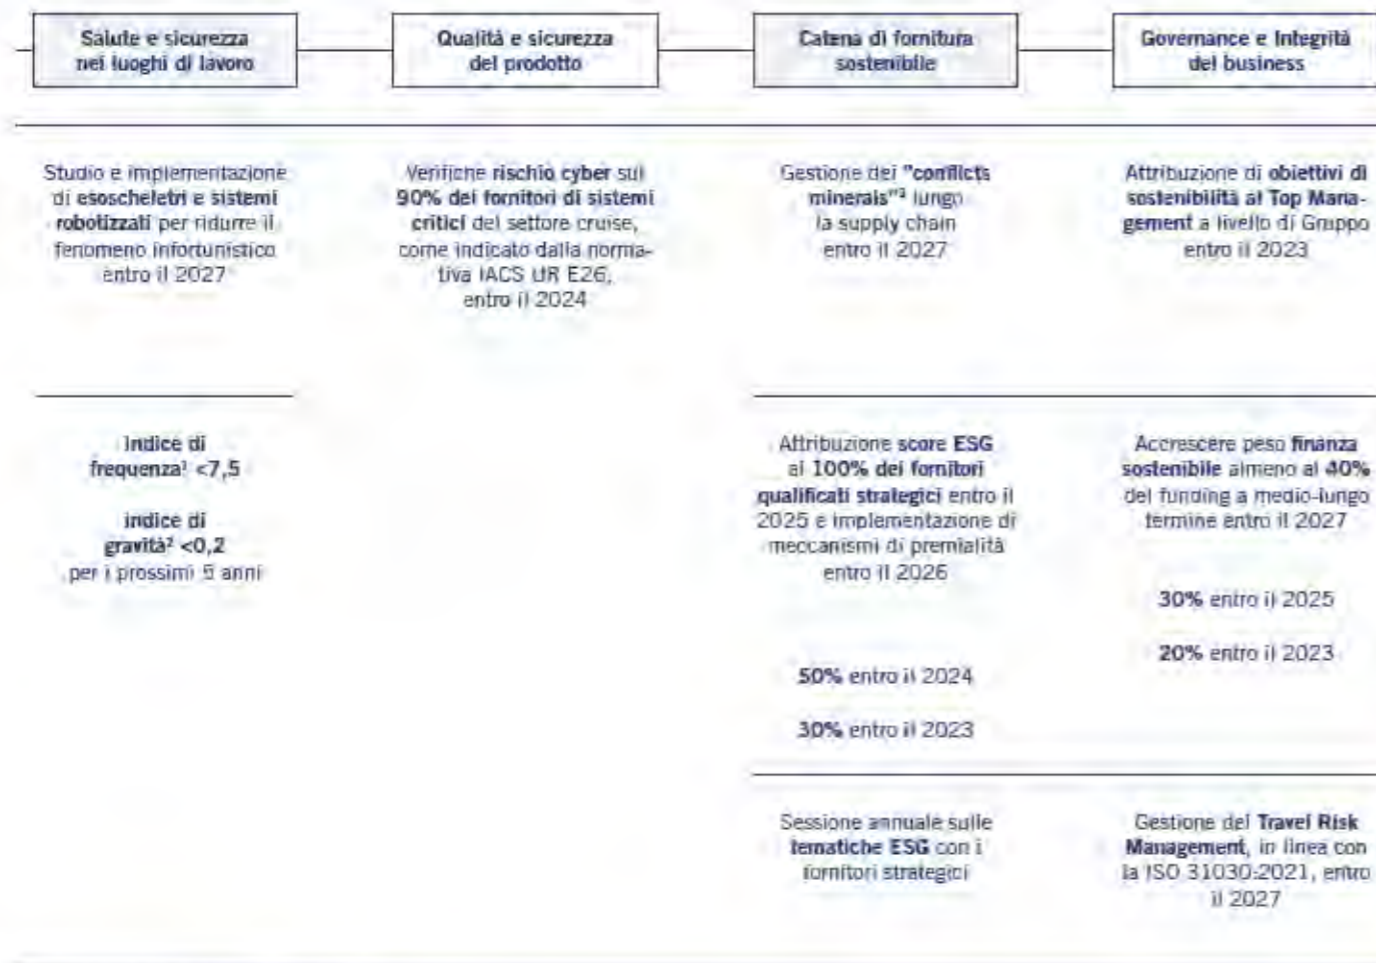 Salute e sicurezza
nei luoghi di lavoro
Studio e implementazione
di esoscheletri e sistemi
robotizzati per ridurre il
fenomeno infortunistico
entro il 2027
Indice di
frequenza¹ <7,5
Indice di
gravità² <0,2
per i prossimi 5 anni
Qualità e sicurezza
del prodotto
Verifiche rischio cyber sul
90% dei fornitori di sistemi
critici del settore cruise,
come indicato dalla norma-
tiva IACS UR E26,
entro il 2024
Catena di fornitura
sostenibile
Gestione dei "conflicts
minerals"³ lungo
la supply chain
entro il 2027
Attribuzione score ESG
al 100% dei fornitori
qualificati strategici entro il
2025 e implementazione di
meccanismi di premialità
entro il 2026
50% entro il 2024
30% entro il 2023
Sessione annuale sulle
tematiche ESG con i
fornitori strategici
Governance e Integrità
del business
Attribuzione di obiettivi di
sostenibilità al Top Mana-
gement a livello di Gruppo
entro il 2023
Accrescere peso finanza
sostenibile almeno al 40%
del funding a medio-lungo
termine entro il 2027
30% entro il 2025
20% entro il 2023
Gestione del Travel Risk
Management, in linea con
la ISO 31030:2021, entro
il 2027